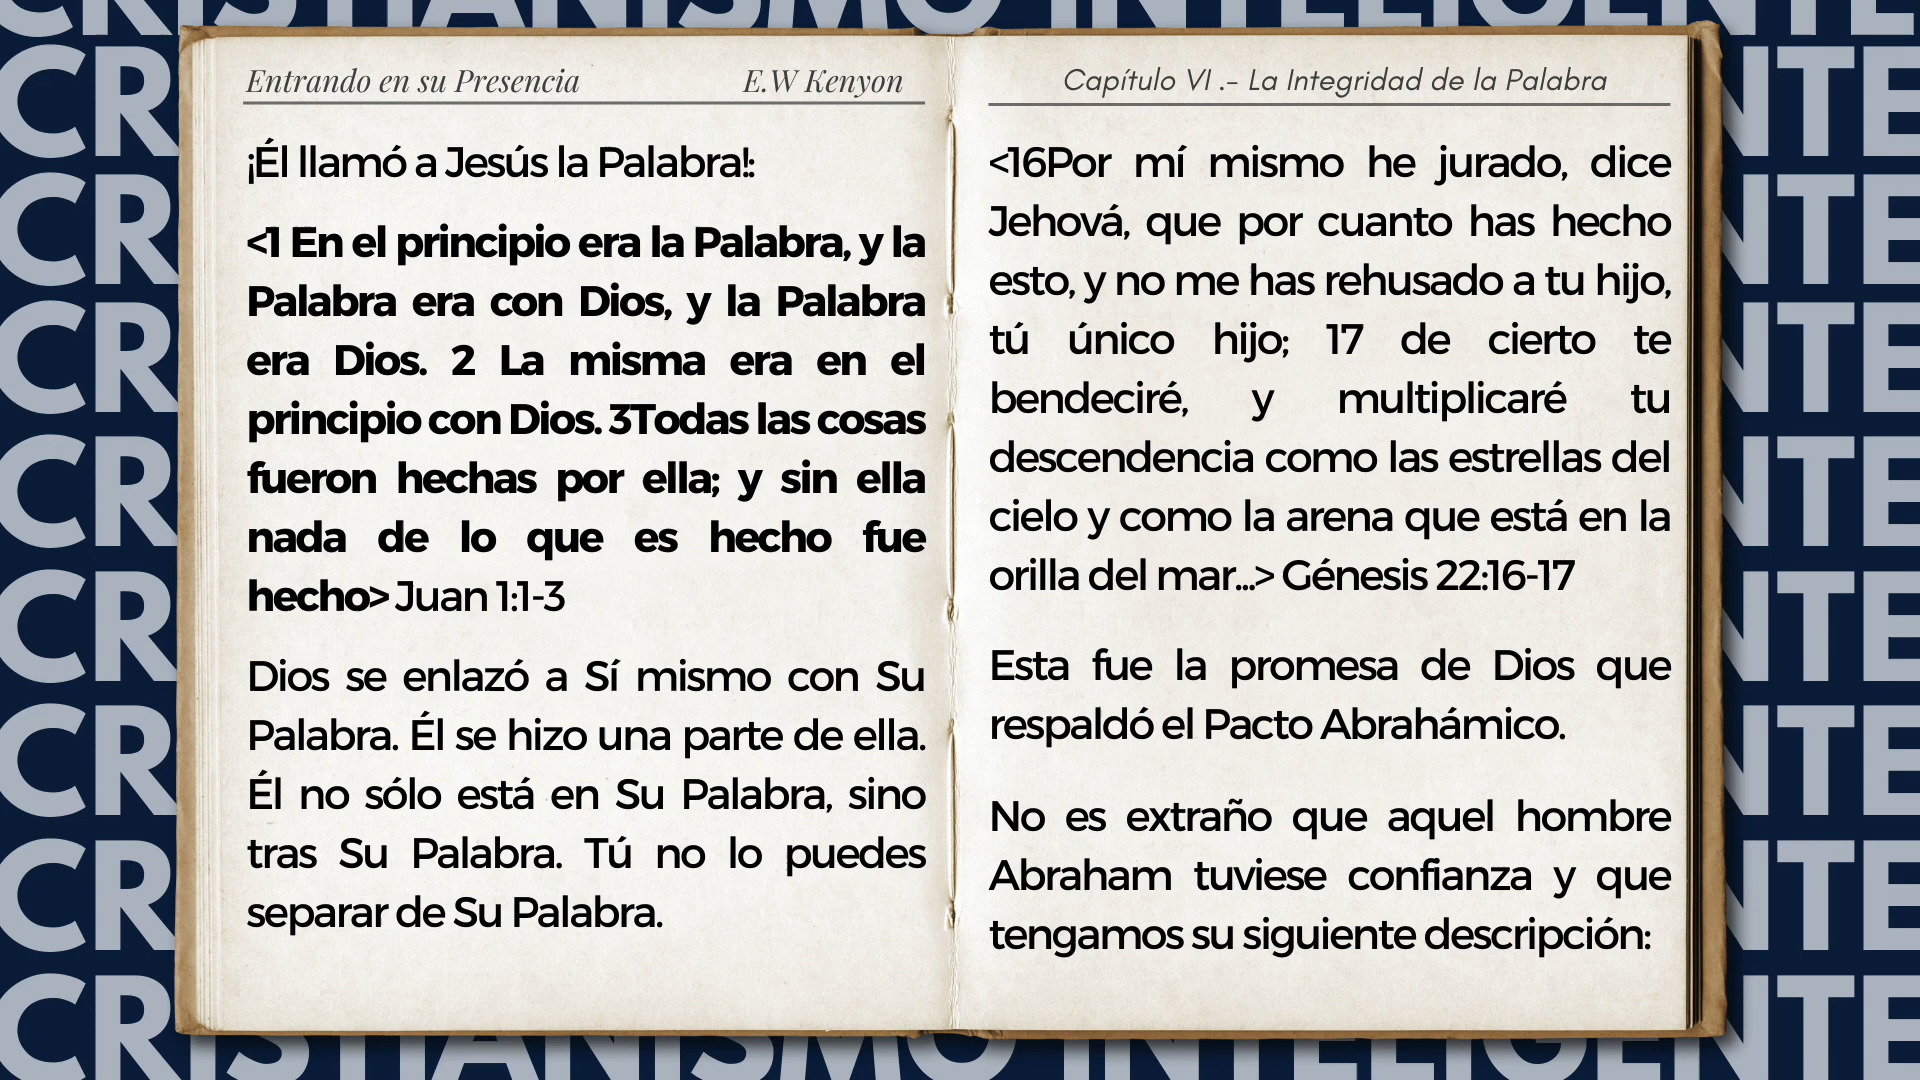 CRISTIANISMO INTELIGENTE
Entrando en su Presencia E.W Kenyon
¡Él llamó a Jesús la Palabra!:
<1 En el principio era la Palabra, y la
Palabra era con Dios, y la Palabra
era Dios. 2 La misma era en el
principio con Dios. 3Todas las cosas
fueron hechas por ella; y sin ella
nada de lo que es hecho fue
hecho> Juan 1:1-3
Dios se enlazó a Sí mismo con Su
Palabra. Él se hizo una parte de ella.
Él no sólo está en Su Palabra, sino
tras Su Palabra. Tú no lo puedes
separar de Su Palabra.
Capítulo VI .- La Integridad de la Palabra
<16Por mí mismo he jurado, dice
Jehová, que por cuanto has hecho
esto, y no me has rehusado a tu hijo,
tú único hijo; 17 de cierto te
bendeciré, y multiplicaré tu
descendencia como las estrellas del
cielo y como la arena que está en la
orilla del mar...> Génesis 22:16-17
Esta fue la promesa de Dios que
respaldó el Pacto Abrahámico.
No es extraño que aquel hombre
Abraham tuviese confianza y que
tengamos su siguiente descripción:
CRISTIANISMO INTELIGENTE